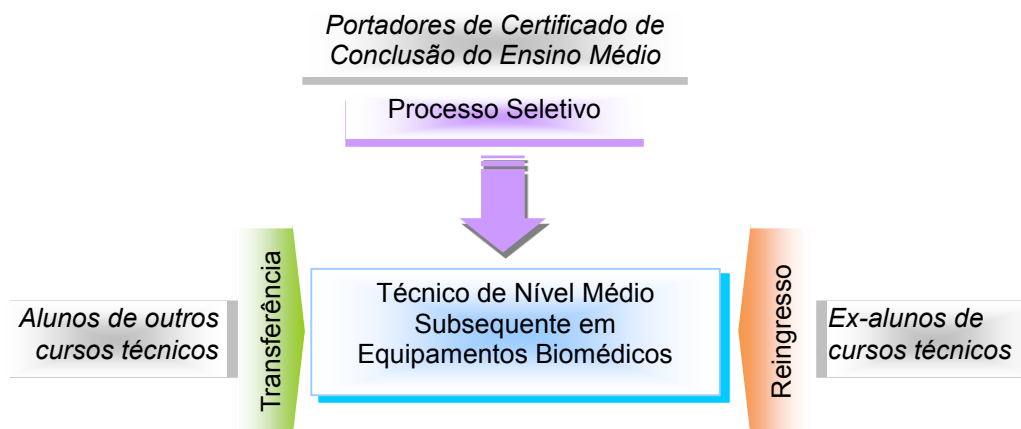 Portadores de Certificado de
Conclusão do Ensino Médio
Processo Seletivo
Transferência
Alunos de outros
cursos técnicos
Técnico de Nível Médio
Subsequente em
Equipamentos Biomédicos
Reingresso
Ex-alunos de
cursos técnicos